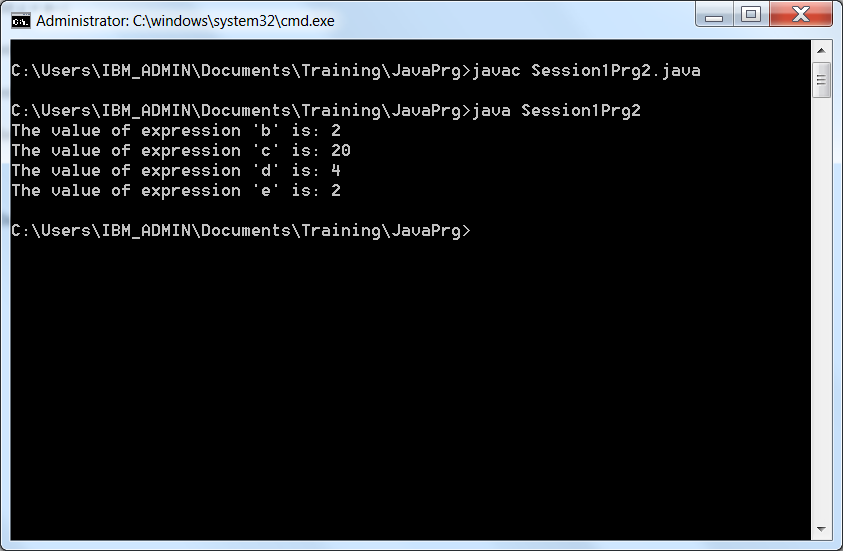 Administrator: C:\windows\system32\cmd.exe
C:\Users\IBM_ADMIN\Documents\Training\JavaPrg>javac Session1Prg2.java
C:\Users\IBM_ADMIN\Documents\Training\JavaPrg>java Session1Prg2
The value of expression 'b' is: 2
The value of expression 'c' is: 20
The value of expression 'd' is: 4
The value of expression 'e' is: 2
C:\Users\IBM_ADMIN\Documents\Training\JavaPrg>